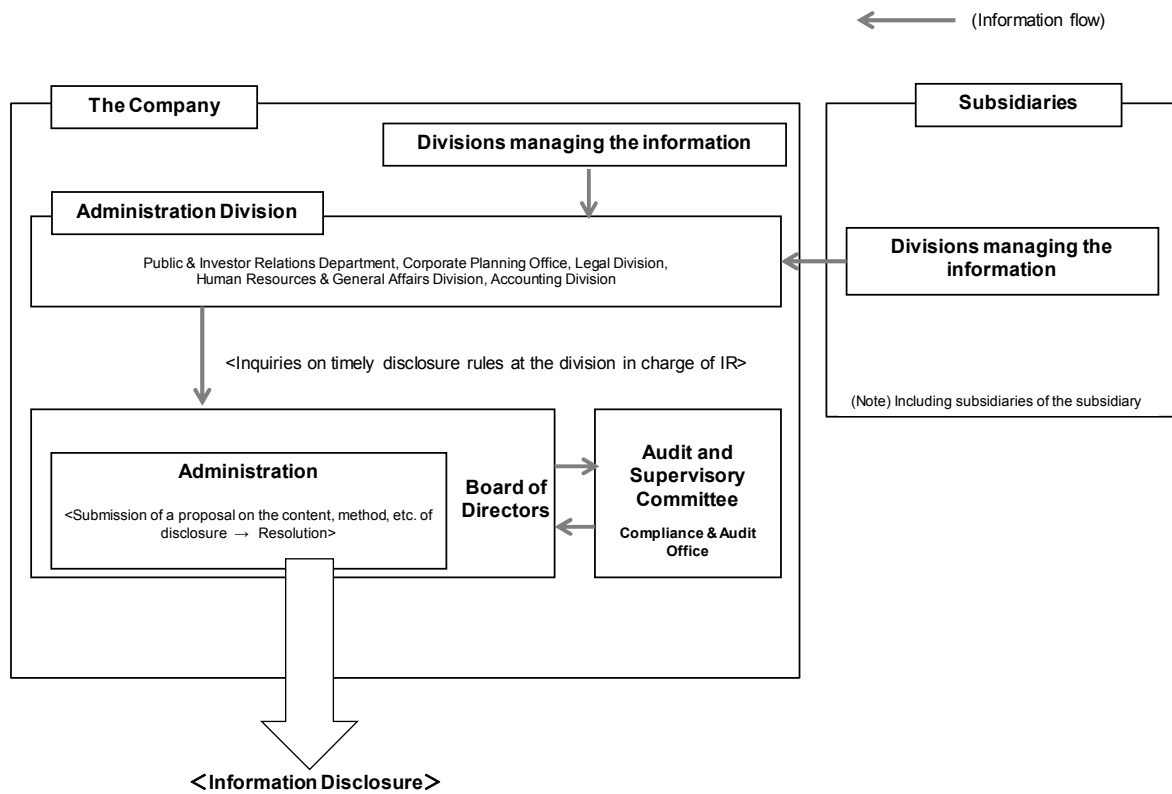 (Information flow)
The Company
Subsidiaries
Divisions managing the information
Administration Division
Public & Investor Relations Department, Corporate Planning Office, Legal Division,
Human Resources & General Affairs Division, Accounting Division
Divisions managing the
information
<Inquiries on timely disclosure rules at the division in charge of IR>
(Note) Including subsidiaries of the subsidiary
Administration
<Submission of a proposal on the content, method, etc. of
disclosure → Resolution>
Board of
Directors
Audit and
Supervisory
Committee
Compliance & Audit
Office
＜Information Disclosure＞